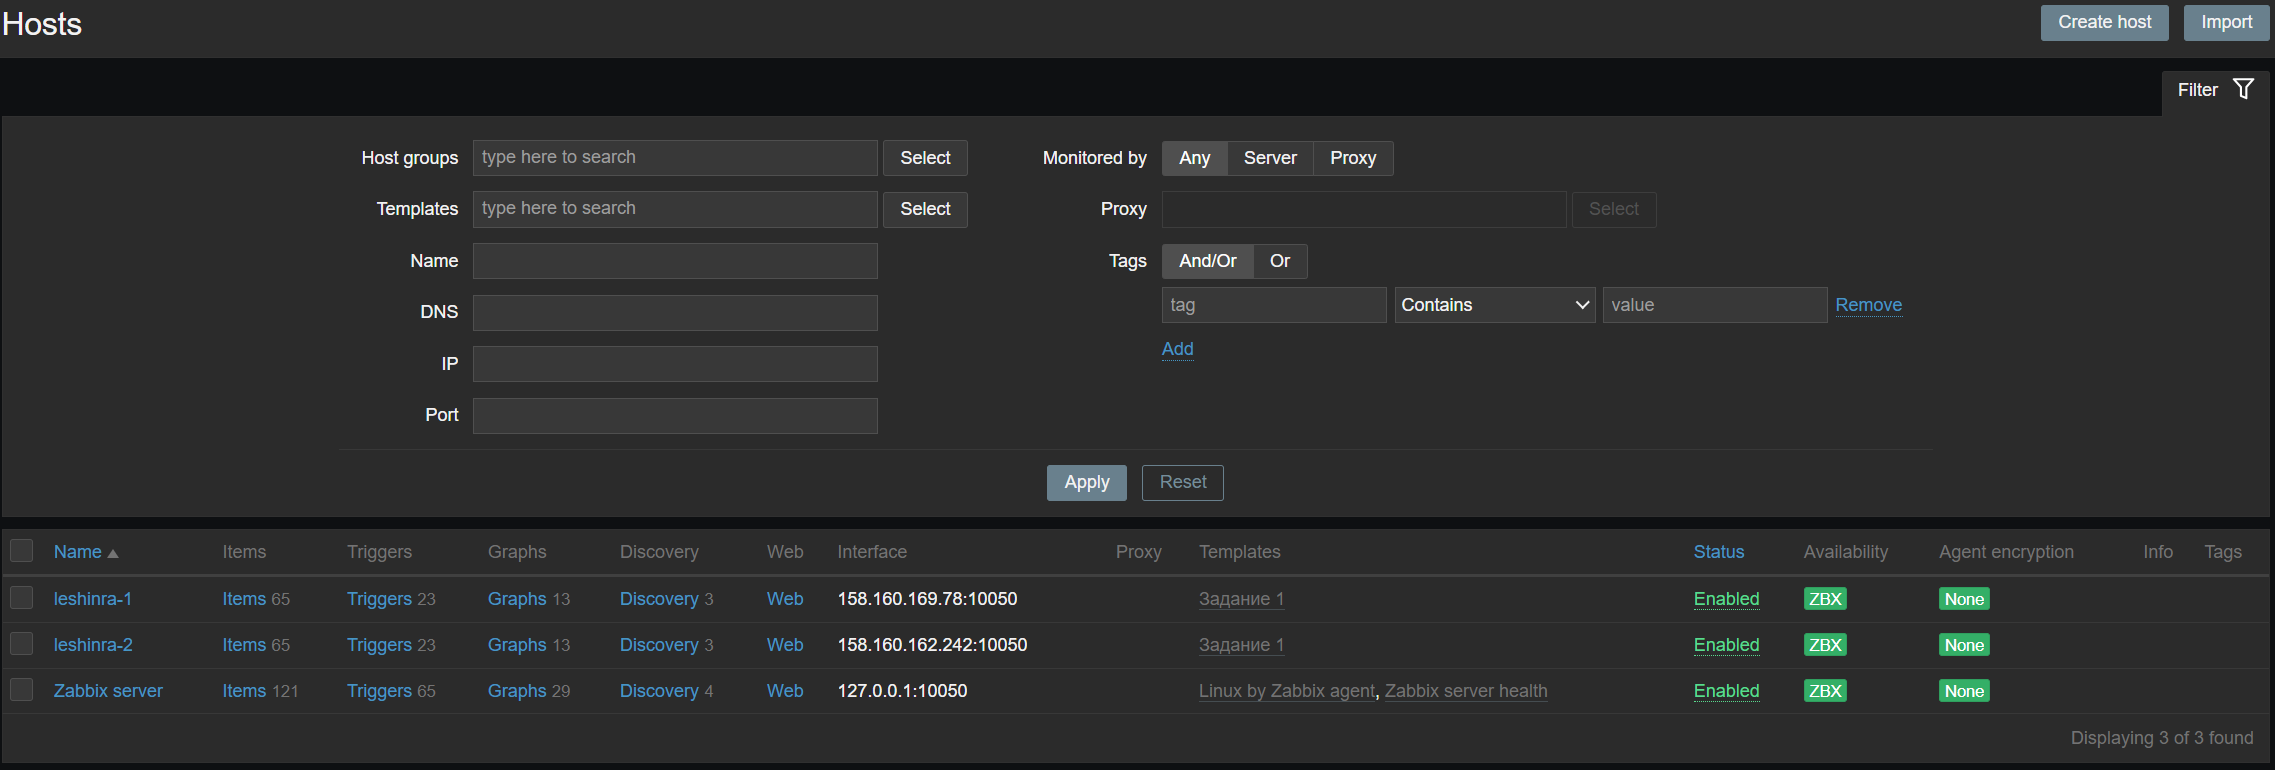 Hosts
Create host
Import
Filter
Host groups type here to search Select
Monitored by Any Server Proxy
Templates type here to search Select
Proxy Select
Name
Tags And/Or Or
DNS
tag Contains value Remove
Add
IP
Port
Apply Reset
Name Items Triggers Graphs Discovery Web Interface Proxy Templates Status Availability Agent encryption Info Tags
leshinra-1 Items 65 Triggers 23 Graphs 13 Discovery 3 Web 158.160.169.78:10050 Задание 1 Enabled ZBX None
leshinra-2 Items 65 Triggers 23 Graphs 13 Discovery 3 Web 158.160.162.242:10050 Задание 1 Enabled ZBX None
Zabbix server Items 121 Triggers 65 Graphs 29 Discovery 4 Web 127.0.0.1:10050 Linux by Zabbix agent, Zabbix server health Enabled ZBX None
Displaying 3 of 3 found